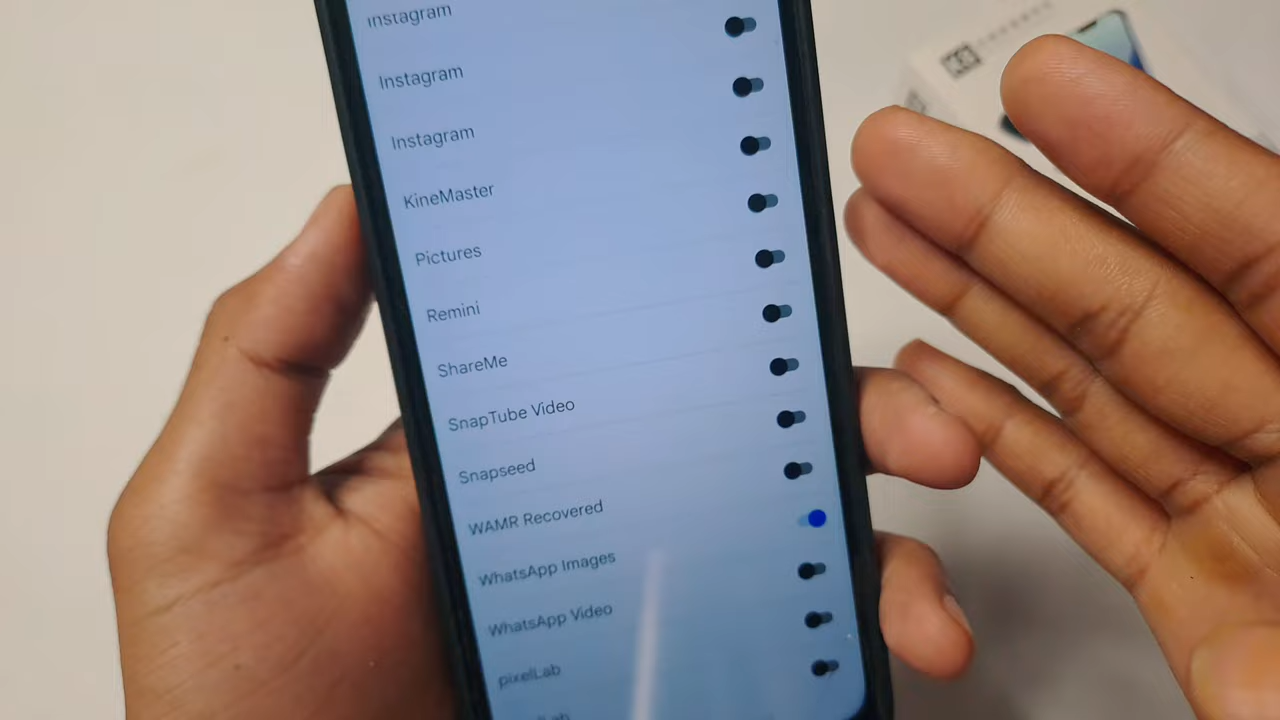 Instagram
Instagram
Instagram
KineMaster
Pictures
Remini
ShareMe
SnapTube Video
Snapseed
WAMR Recovered
WhatsApp Images
WhatsApp Video
pixelLab